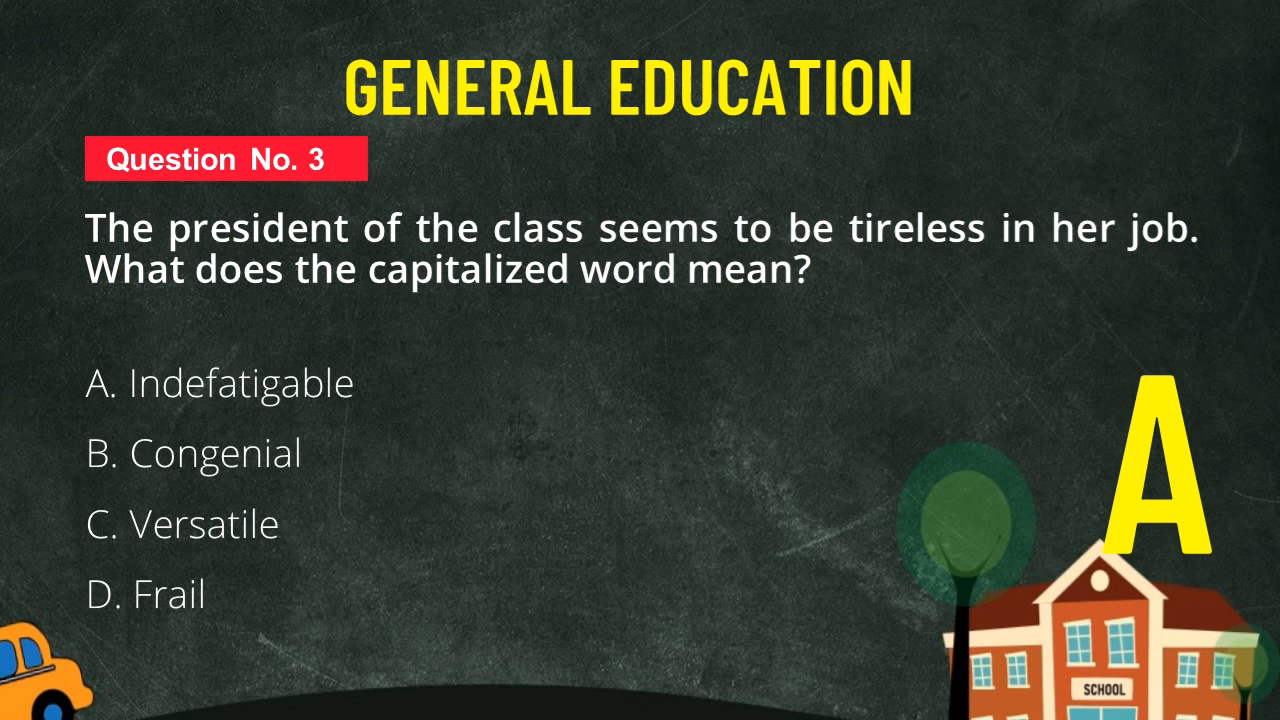 GENERAL EDUCATION
Question No. 3
The president of the class seems to be tireless in her job.
What does the capitalized word mean?
A. Indefatigable
B. Congenial
C. Versatile
D. Frail
A
SCHOOL